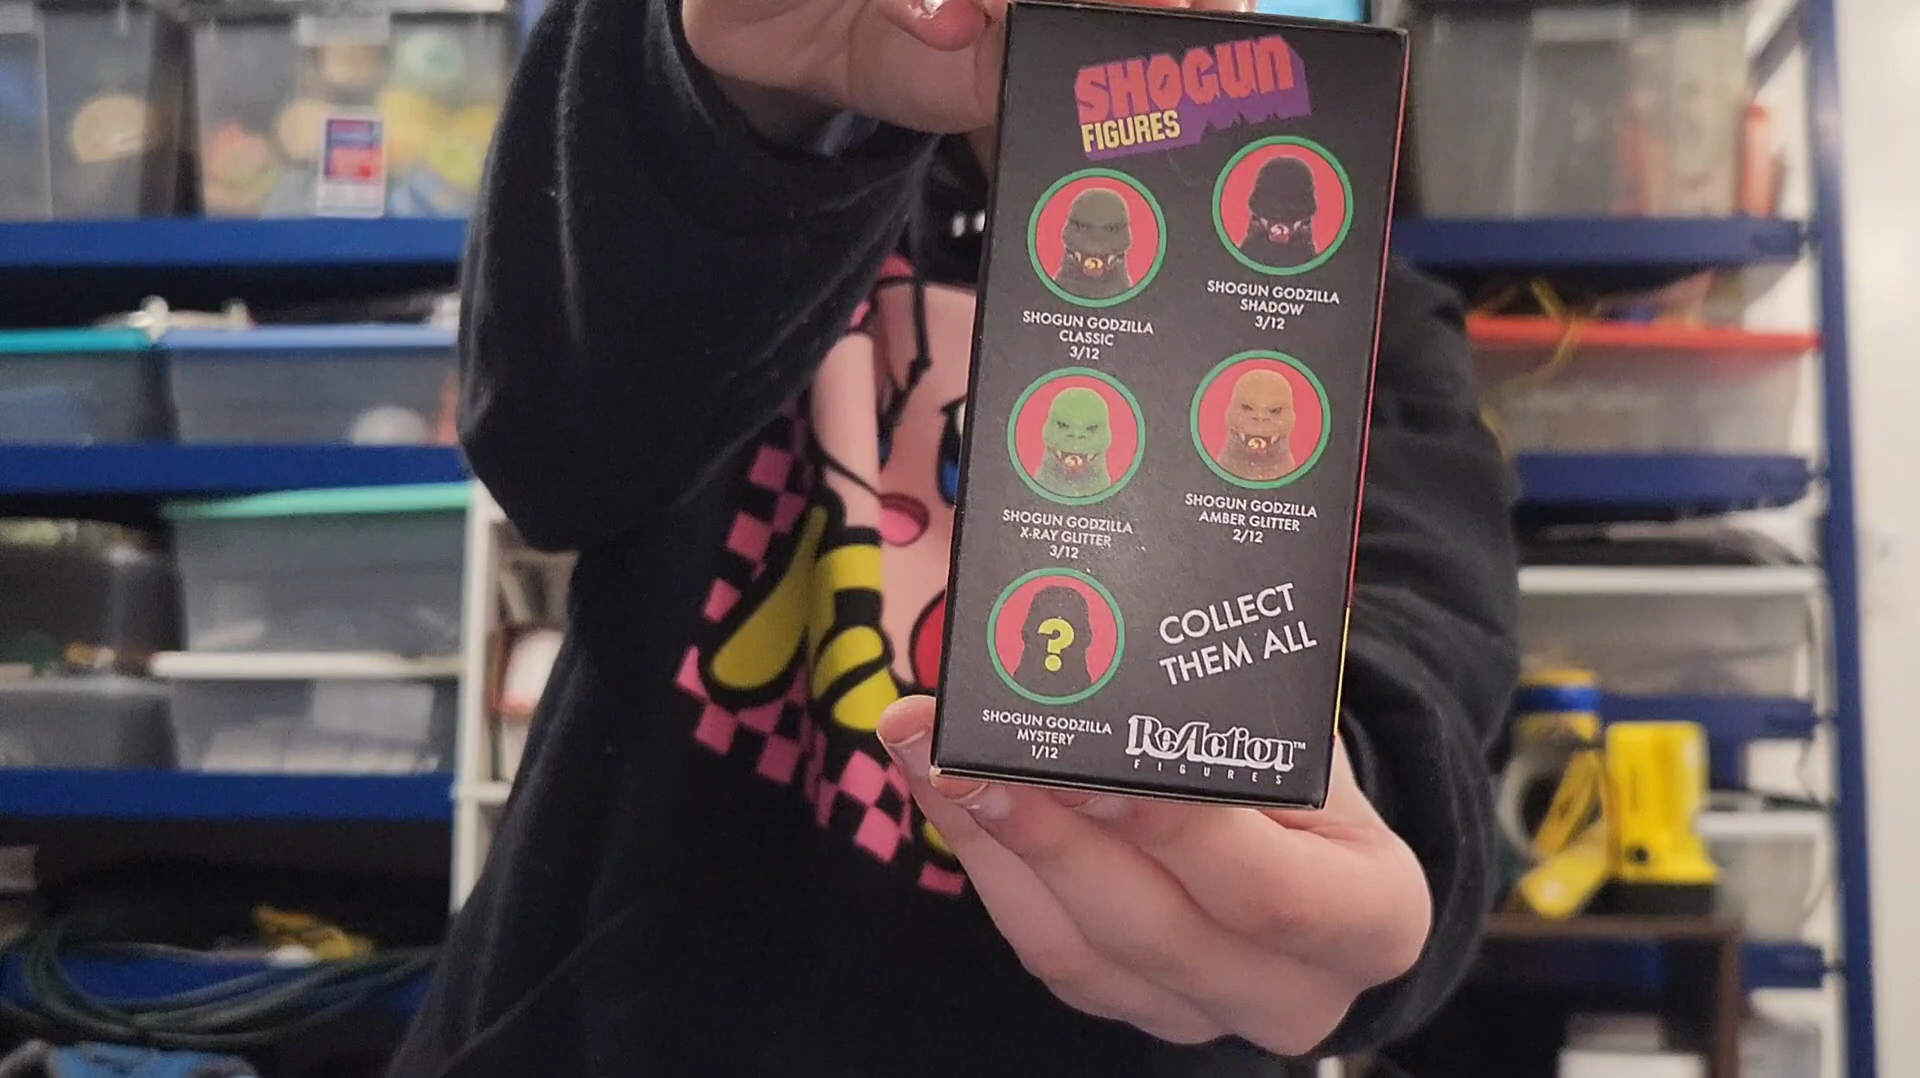 SHOGUN
FIGURES
SHOGUN GODZILLA
CLASSIC
3/12
SHOGUN GODZILLA
SHADOW
3/12
SHOGUN GODZILLA
X-RAY GLITTER
3/12
SHOGUN GODZILLA
AMBER GLITTER
2/12
?
SHOGUN GODZILLA
MYSTERY
1/12
COLLECT
THEM ALL
ReAction™
FIGURES